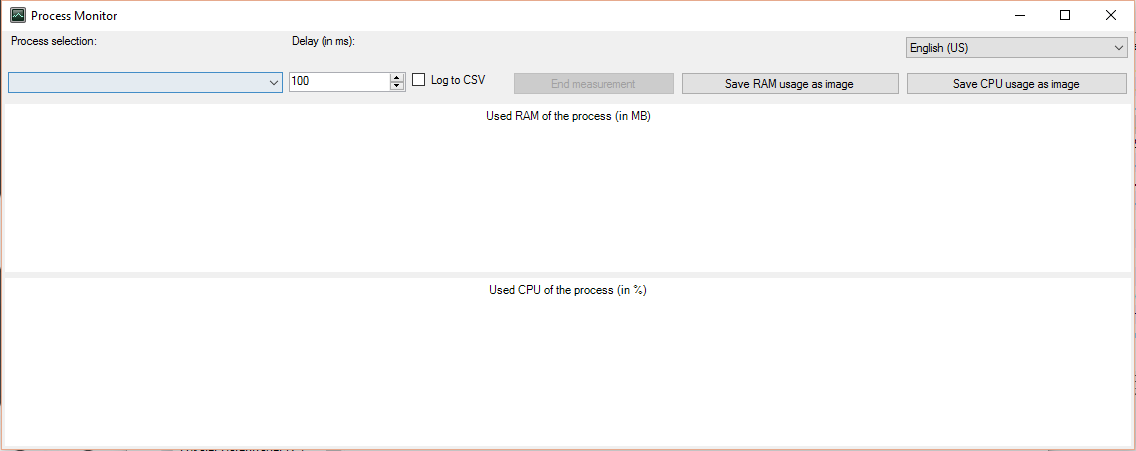 Process Monitor
Process selection:
Delay (in ms):
English (US)
100
Log to CSV
End measurement
Save RAM usage as image
Save CPU usage as image
Used RAM of the process (in MB)
Used CPU of the process (in %)